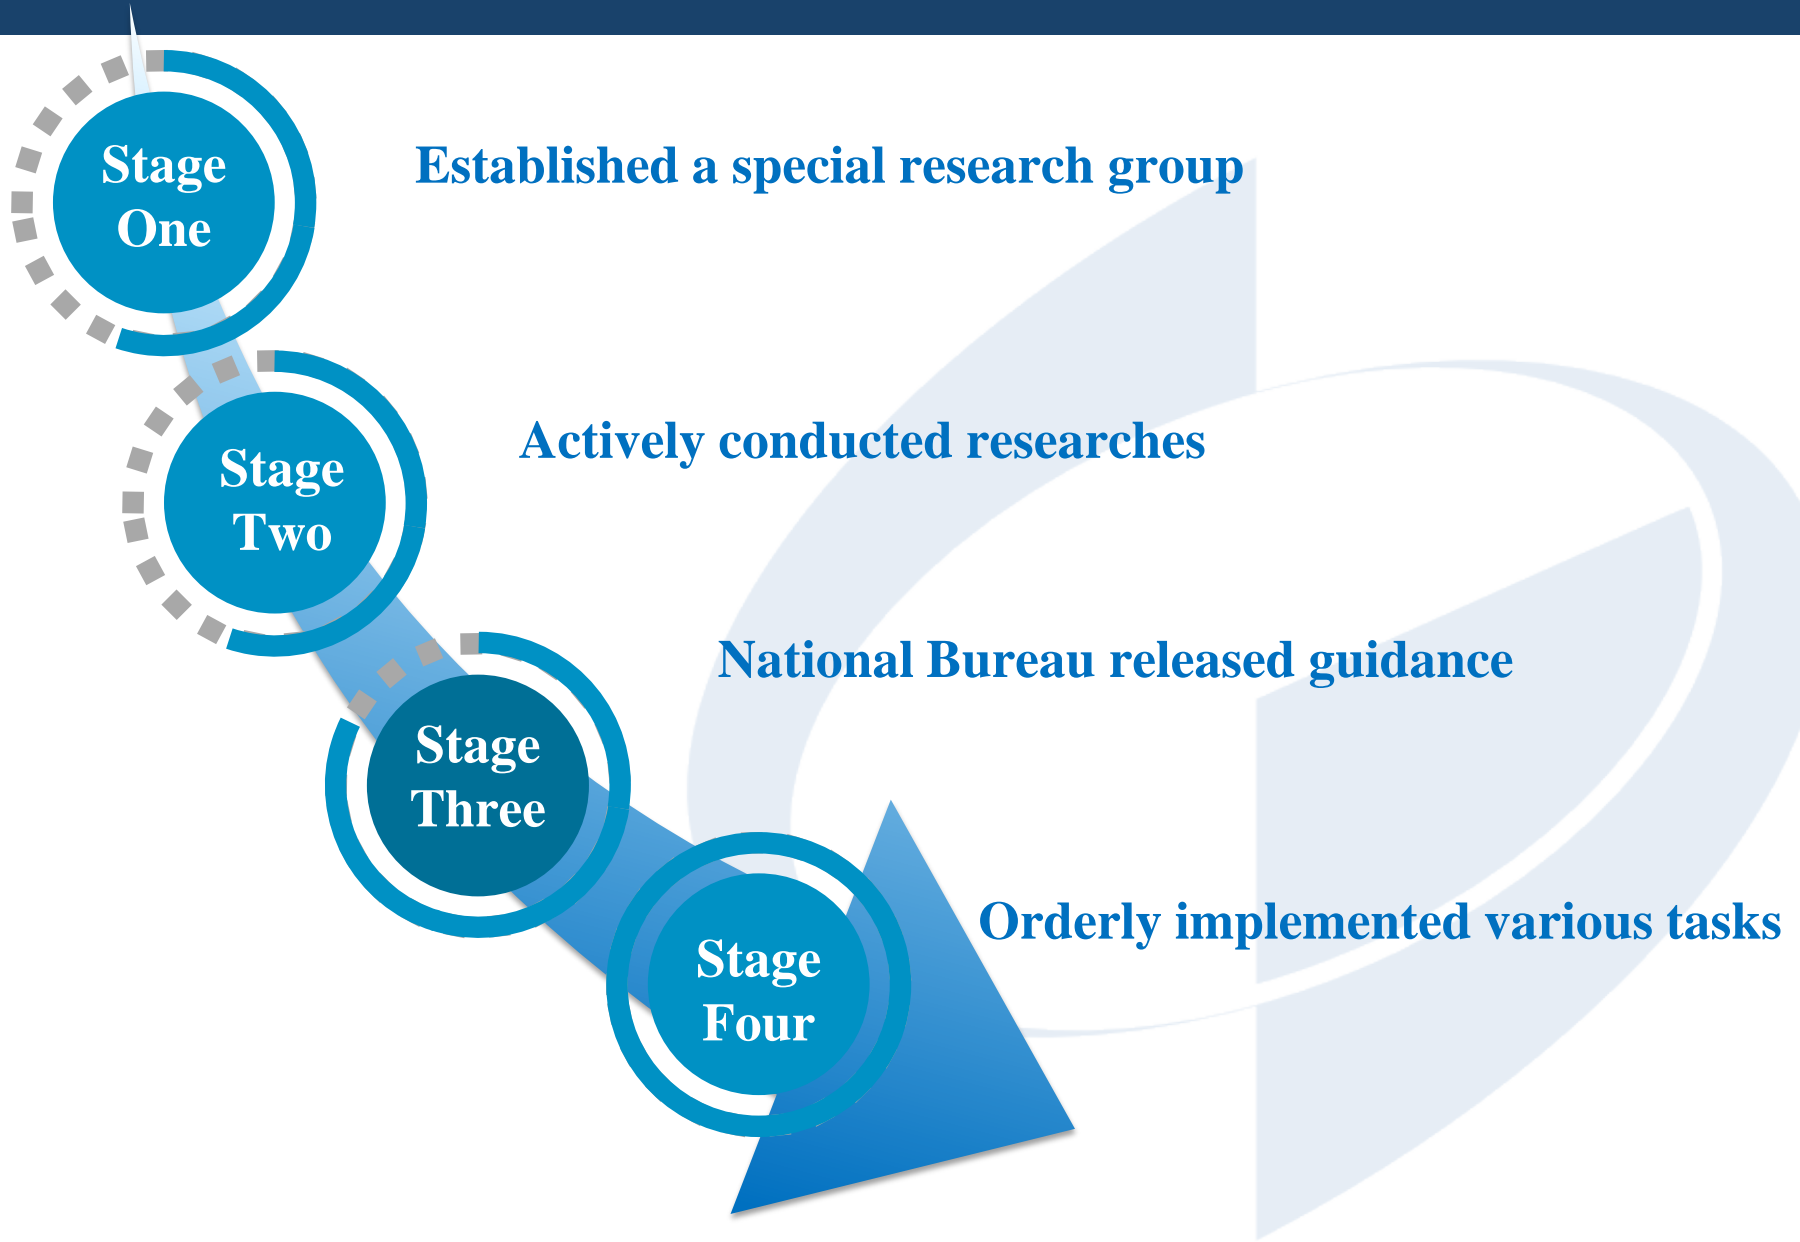 Stage
One
Established a special research group
Stage
Two
Actively conducted researches
Stage
Three
National Bureau released guidance
Stage
Four
Orderly implemented various tasks